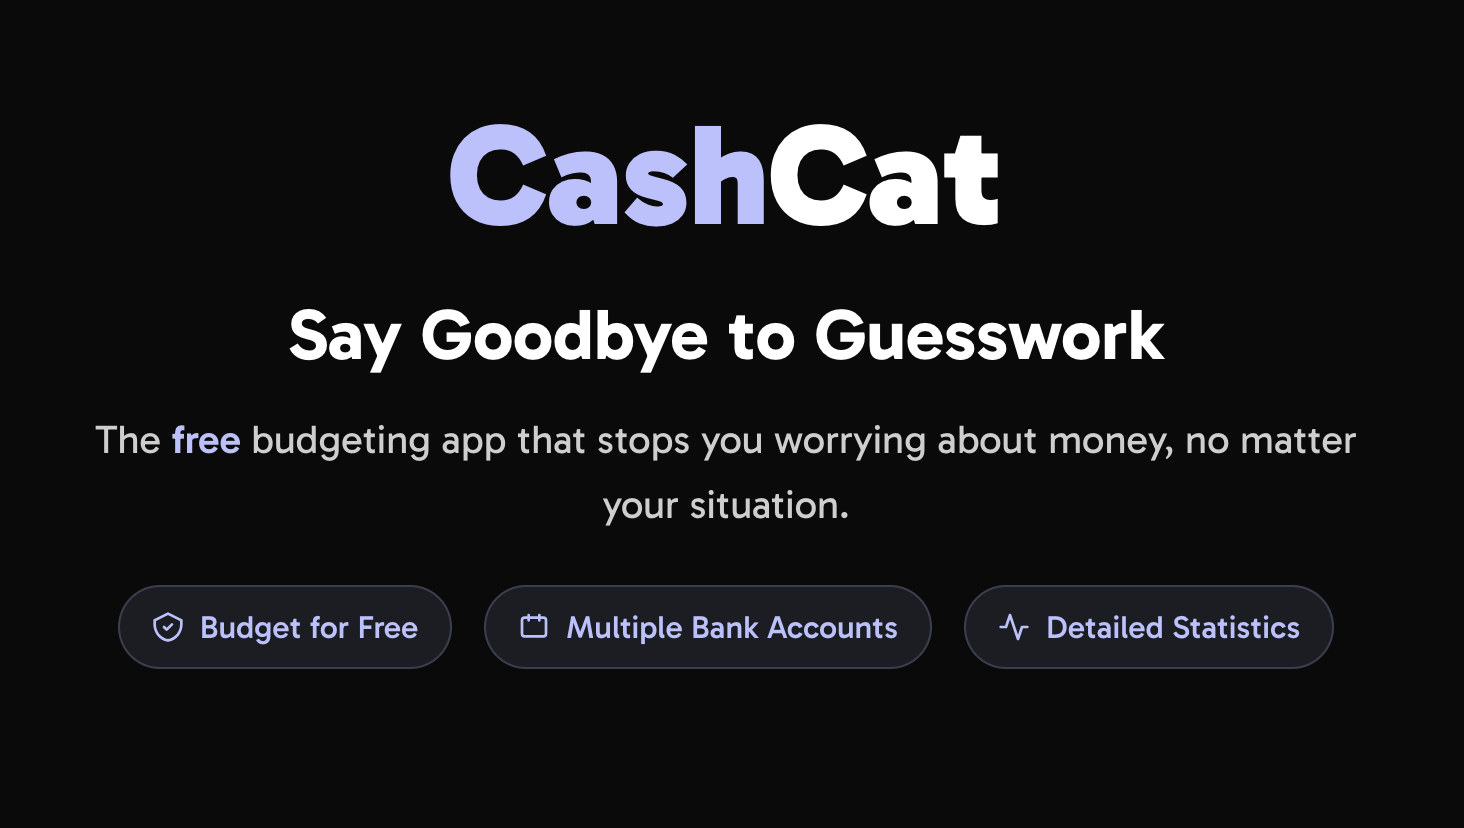 CashCat
Say Goodbye to Guesswork
The free budgeting app that stops you worrying about money, no matter
your situation.
Budget for Free
Multiple Bank Accounts
Detailed Statistics